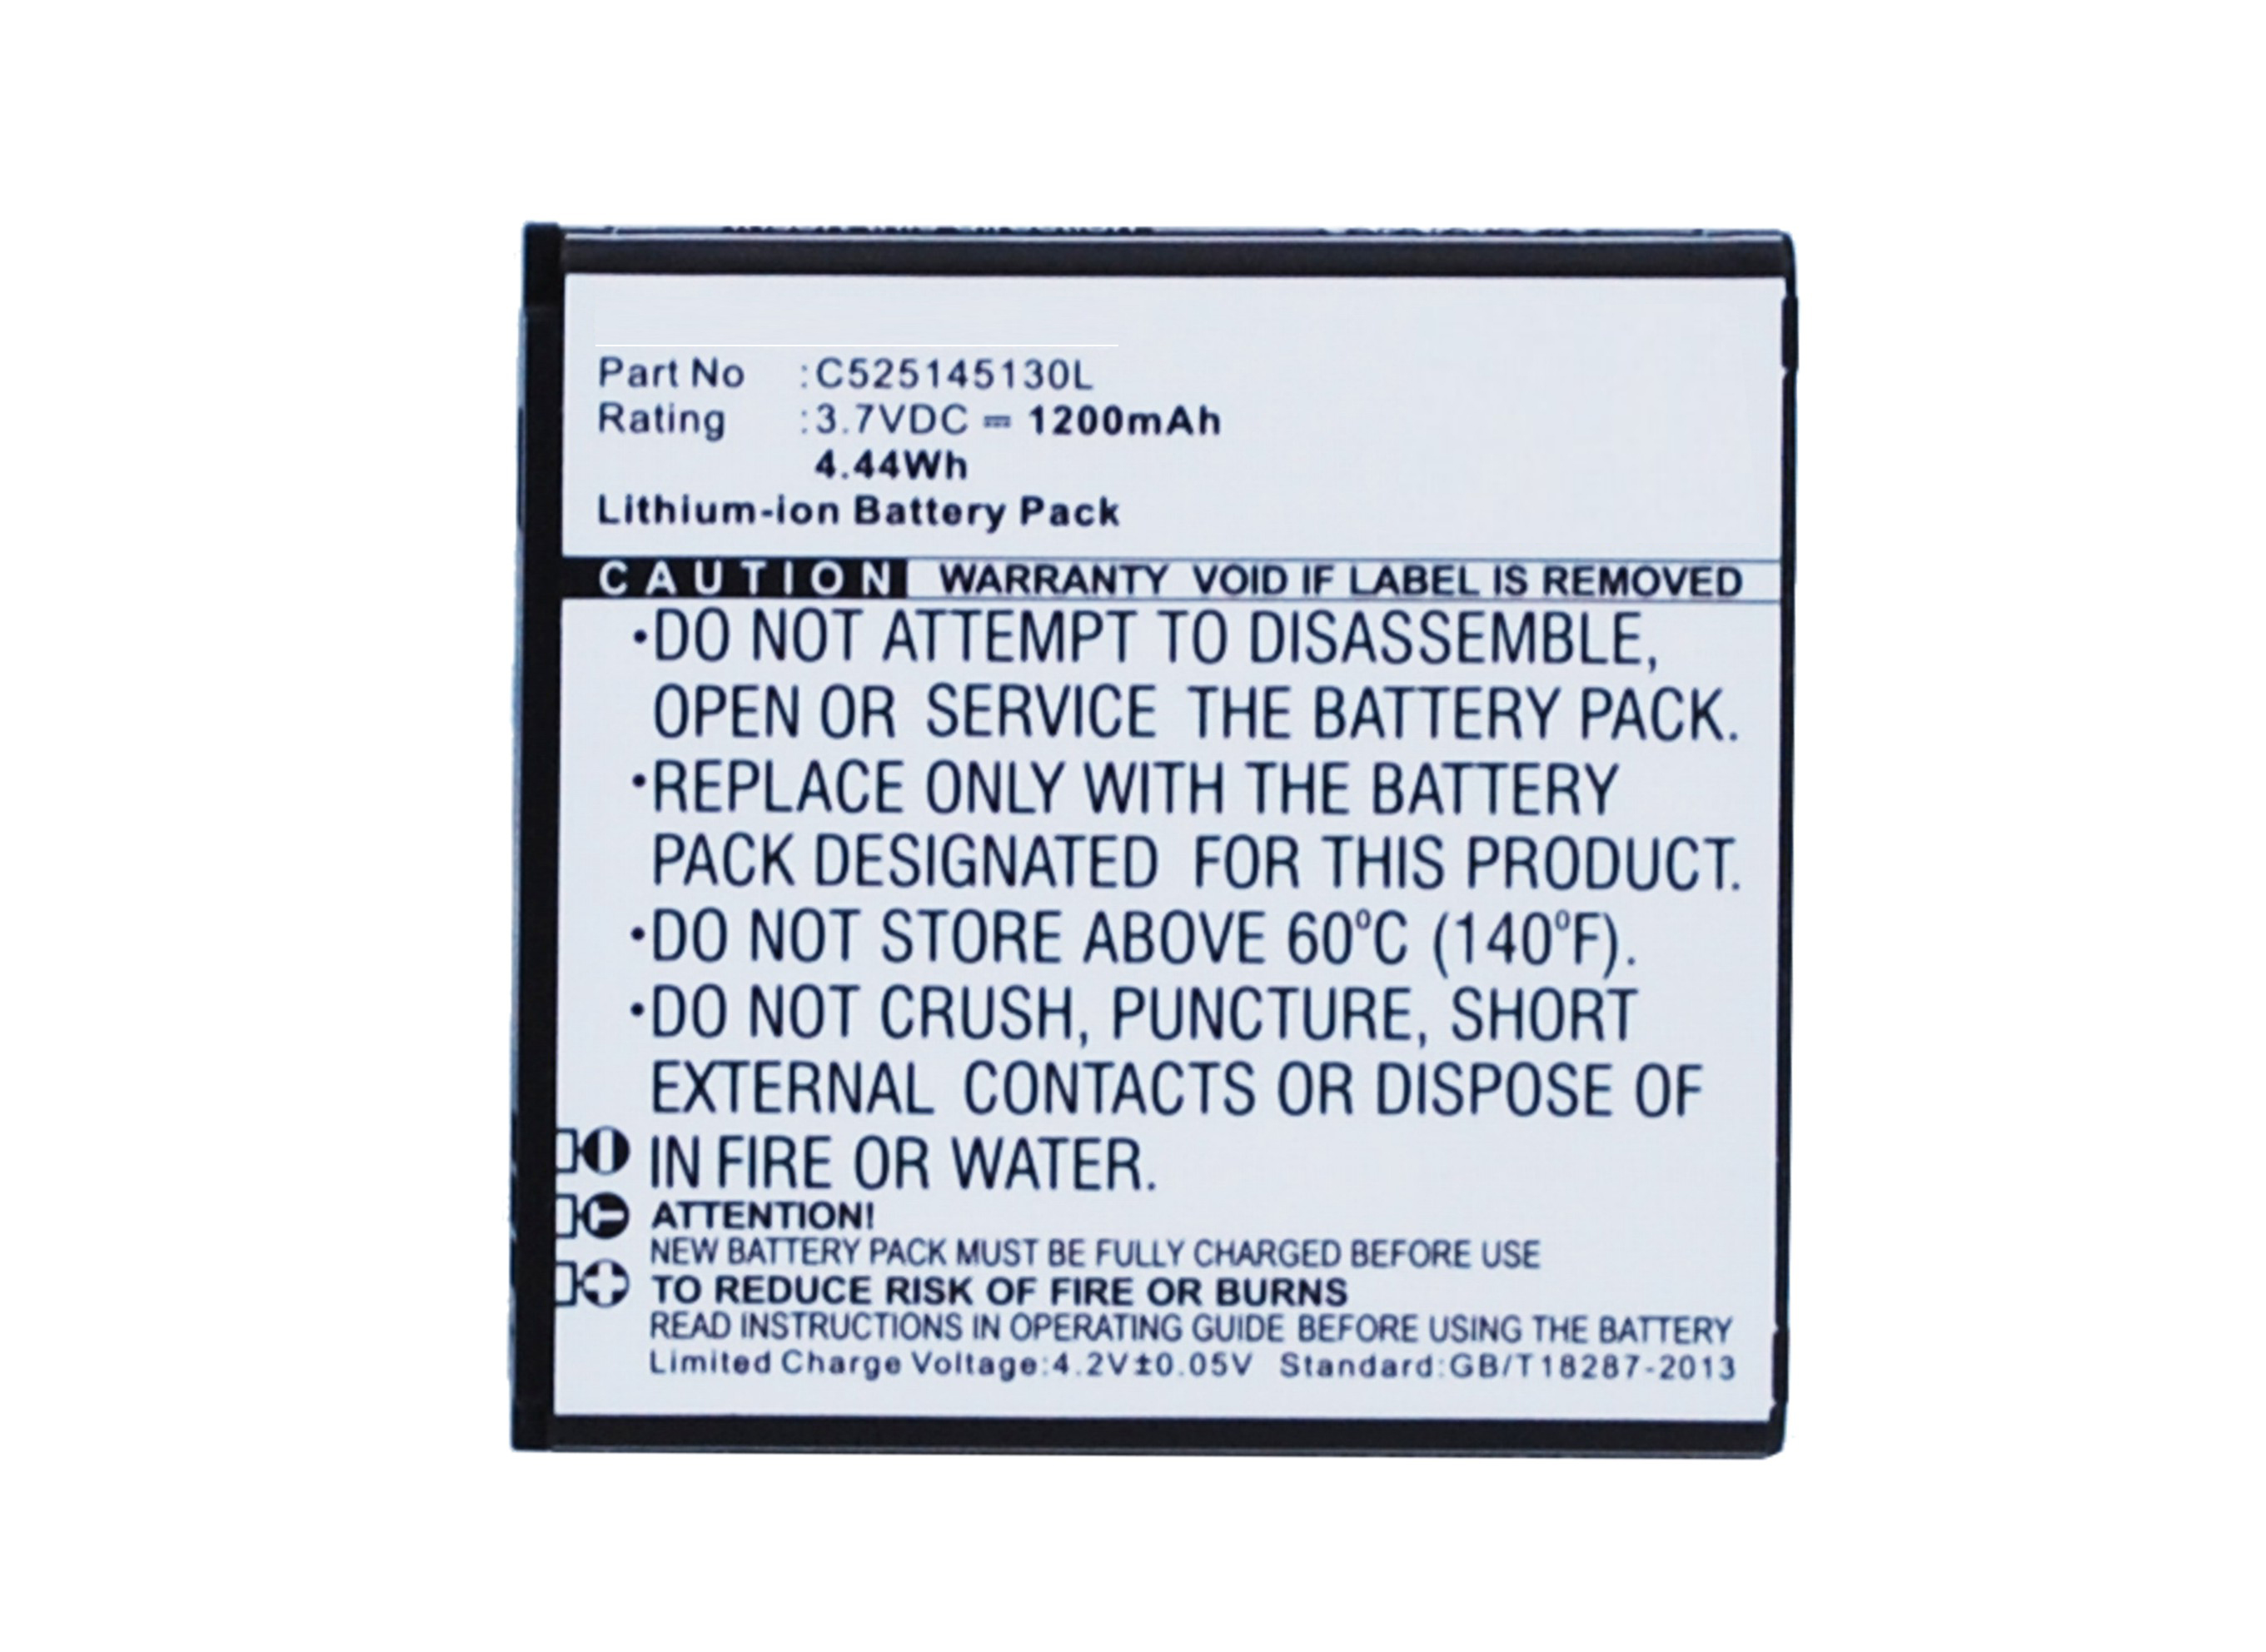 Part No :C525145130L
Rating :3.7VDC ⎓ 1200mAh
4.44Wh
Lithium-ion Battery Pack
CAUTION WARRANTY VOID IF LABEL IS REMOVED
•DO NOT ATTEMPT TO DISASSEMBLE,
OPEN OR SERVICE THE BATTERY PACK.
•REPLACE ONLY WITH THE BATTERY
PACK DESIGNATED FOR THIS PRODUCT.
•DO NOT STORE ABOVE 60°C (140°F).
•DO NOT CRUSH, PUNCTURE, SHORT
EXTERNAL CONTACTS OR DISPOSE OF
IN FIRE OR WATER.
ATTENTION!
NEW BATTERY PACK MUST BE FULLY CHARGED BEFORE USE
TO REDUCE RISK OF FIRE OR BURNS
READ INSTRUCTIONS IN OPERATING GUIDE BEFORE USING THE BATTERY
Limited Charge Voltage:4.2V±0.05V Standard:GB/T18287-2013